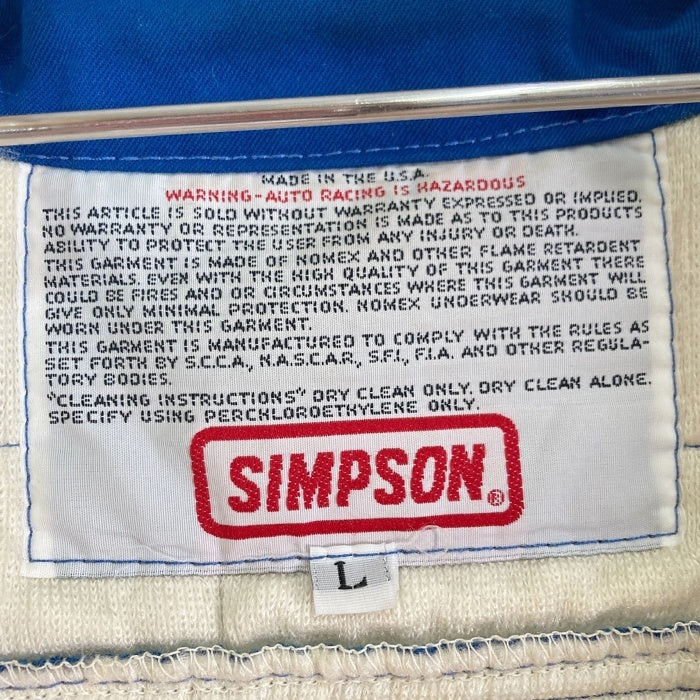 MADE IN THE U.S.A.
WARNING-AUTO RACING IS HAZARDOUS
THIS ARTICLE IS SOLD WITHOUT WARRANTY EXPRESSED OR IMPLIED.
NO WARRANTY OR REPRESENTATION IS MADE AS TO THIS PRODUCTS
ABILITY TO PROTECT THE USER FROM ANY INJURY OR DEATH.
THIS GARMENT IS MADE OF NOMEX AND OTHER FLAME RETARDENT
MATERIALS. EVEN WITH THE HIGH QUALITY OF THIS GARMENT THERE
COULD BE FIRES AND OR CIRCUMSTANCES WHERE THIS GARMENT WILL
GIVE ONLY MINIMAL PROTECTION. NOMEX UNDERWEAR SHOULD BE
WORN UNDER THIS GARMENT.
THIS GARMENT IS MANUFACTURED TO COMPLY WITH THE RULES AS
SET FORTH BY S.C.C.A., N.A.S.C.A.R., S.F.I., F.I.A. AND OTHER REGULA-
TORY BODIES.
"CLEANING INSTRUCTIONS" DRY CLEAN ONLY. DRY CLEAN ALONE.
SPECIFY USING PERCHLOROETHYLENE ONLY.
SIMPSON®
L